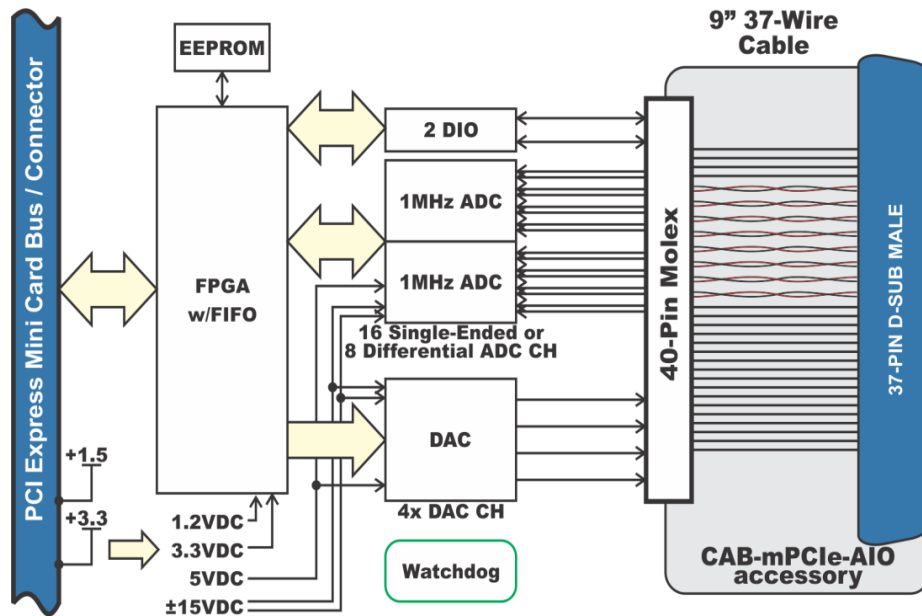 PCI Express Mini Card Bus / Connector
EEPROM
FPGA
w/FIFO
2 DIO
1MHz ADC
1MHz ADC
16 Single-Ended or
8 Differential ADC CH
DAC
4x DAC CH
Watchdog
+1.5
+3.3
1.2VDC
3.3VDC
5VDC
±15VDC
9” 37-Wire
Cable
40-Pin Molex
37-PIN D-SUB MALE
CAB-mPCIe-AIO
accessory